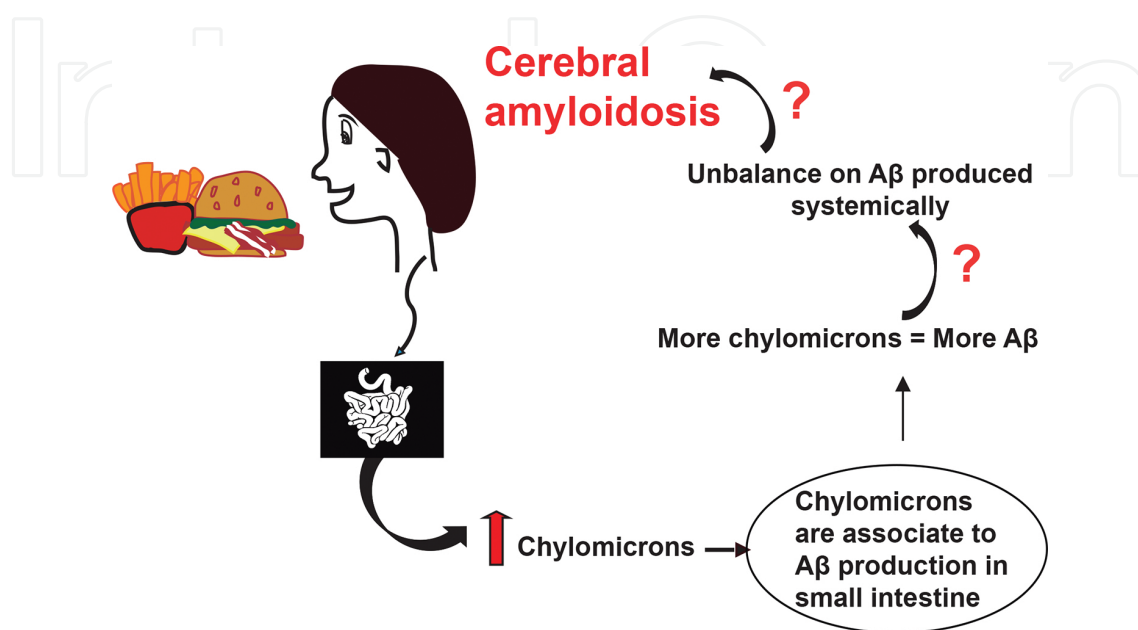 Cerebral
amyloidosis
?
Unbalance on Aβ produced
systemically
?
More chylomicrons = More Aβ
Chylomicrons
Chylomicrons
are associate to
Aβ production in
small intestine